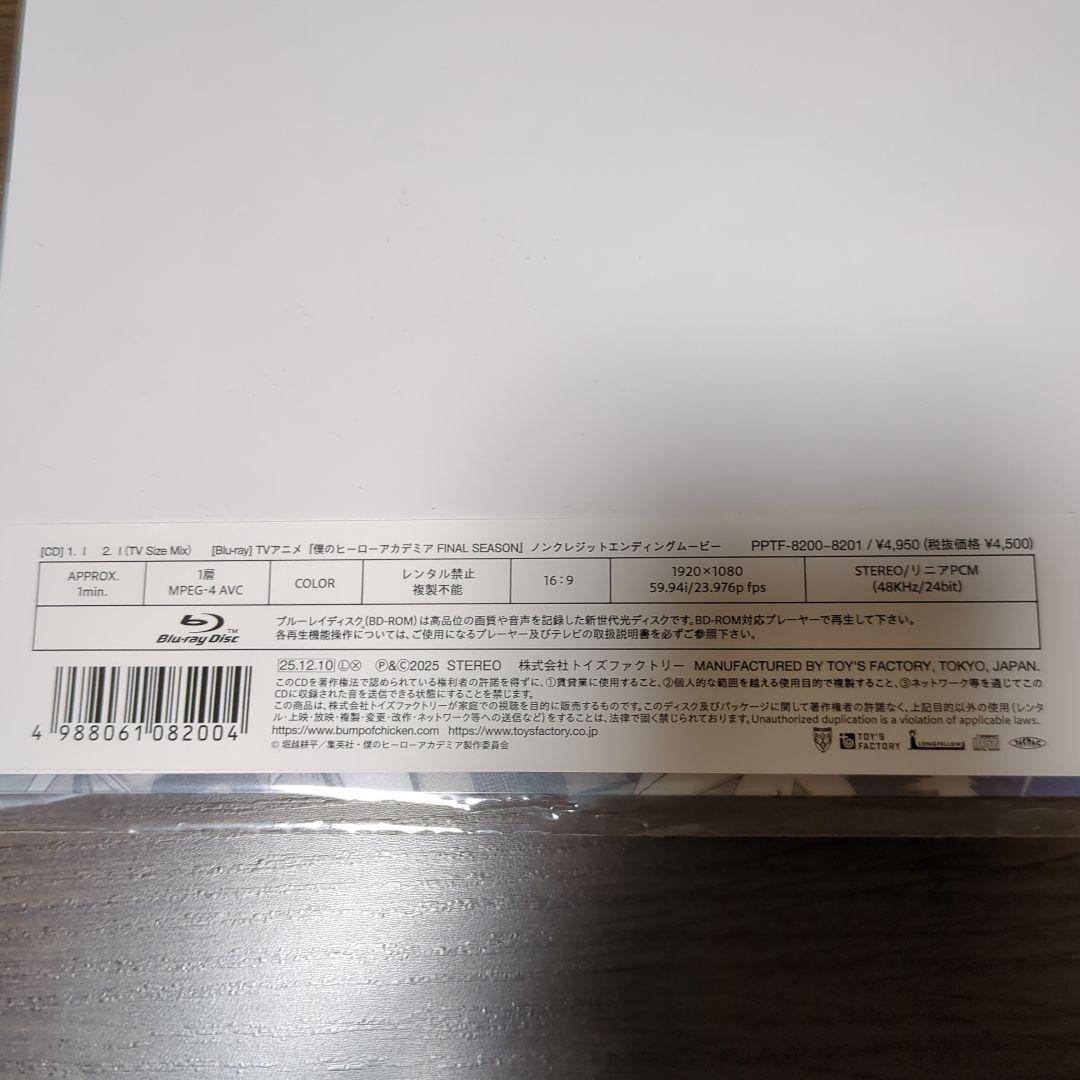 [CD] 1. I　2. I (TV Size Mix)　[Blu-ray] TVアニメ『僕のヒーローアカデミア FINAL SEASON』ノンクレジットエンディングムービー　PPTF-8200~8201 / ¥4,950 (税抜価格 ¥4,500)
APPROX.
1min.
1層
MPEG-4 AVC
COLOR
レンタル禁止
複製不能
16：9
1920×1080
59.94i/23.976p fps
STEREO/リニアPCM
(48KHz/24bit)
Blu-ray Disc™
ブルーレイディスク(BD-ROM)は高品位の画質や音声を記録した新世代光ディスクです。BD-ROM対応プレーヤーで再生して下さい。
各再生機能操作については、ご使用になるプレーヤー及びテレビの取扱説明書を必ずご参照下さい。
25.12.10 Ⓛⓧ Ⓟ&Ⓒ2025 STEREO 株式会社トイズファクトリー MANUFACTURED BY TOY'S FACTORY, TOKYO, JAPAN.
このCDを著作権法で認められている権利者の許諾を得ずに、①賃貸業に使用すること、②個人的な範囲を越える使用目的で複製すること、③ネットワーク等を通じてこの
CDに収録された音を送信できる状態にすることを禁じます。
この商品は、株式会社トイズファクトリーが家庭での視聴を目的に販売するものです。このディスク及びパッケージに関して著作権者の許諾なく、上記目的以外の使用(レンタ
ル・上映・放映・複製・変更・改作・ネットワーク等への送信など)をすることは、法律で固く禁じられております。Unauthorized duplication is a violation of applicable laws.
https://www.bumpofchicken.com https://www.toysfactory.co.jp
© 堀越耕平／集英社・僕のヒーローアカデミア製作委員会
4 988061 082004
TOY'S
FACTORY
LONGFELLOW